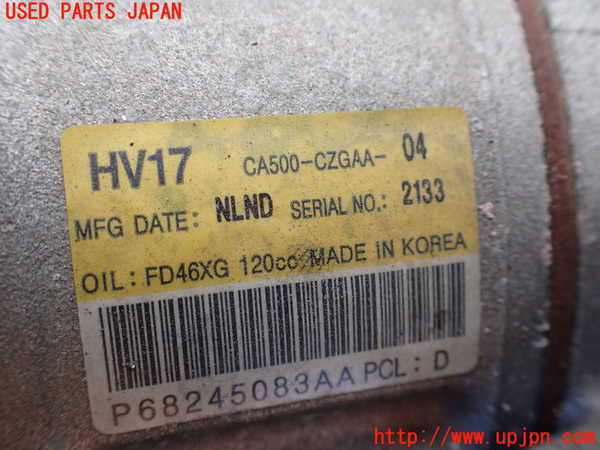 USED PARTS JAPAN
HV17 CA500-CZGAA- 04
MFG DATE: NLND SERIAL NO.: 2133
OIL: FD46XG 120cc MADE IN KOREA
P68245083AA PCL: D
http://www.upjpn.com